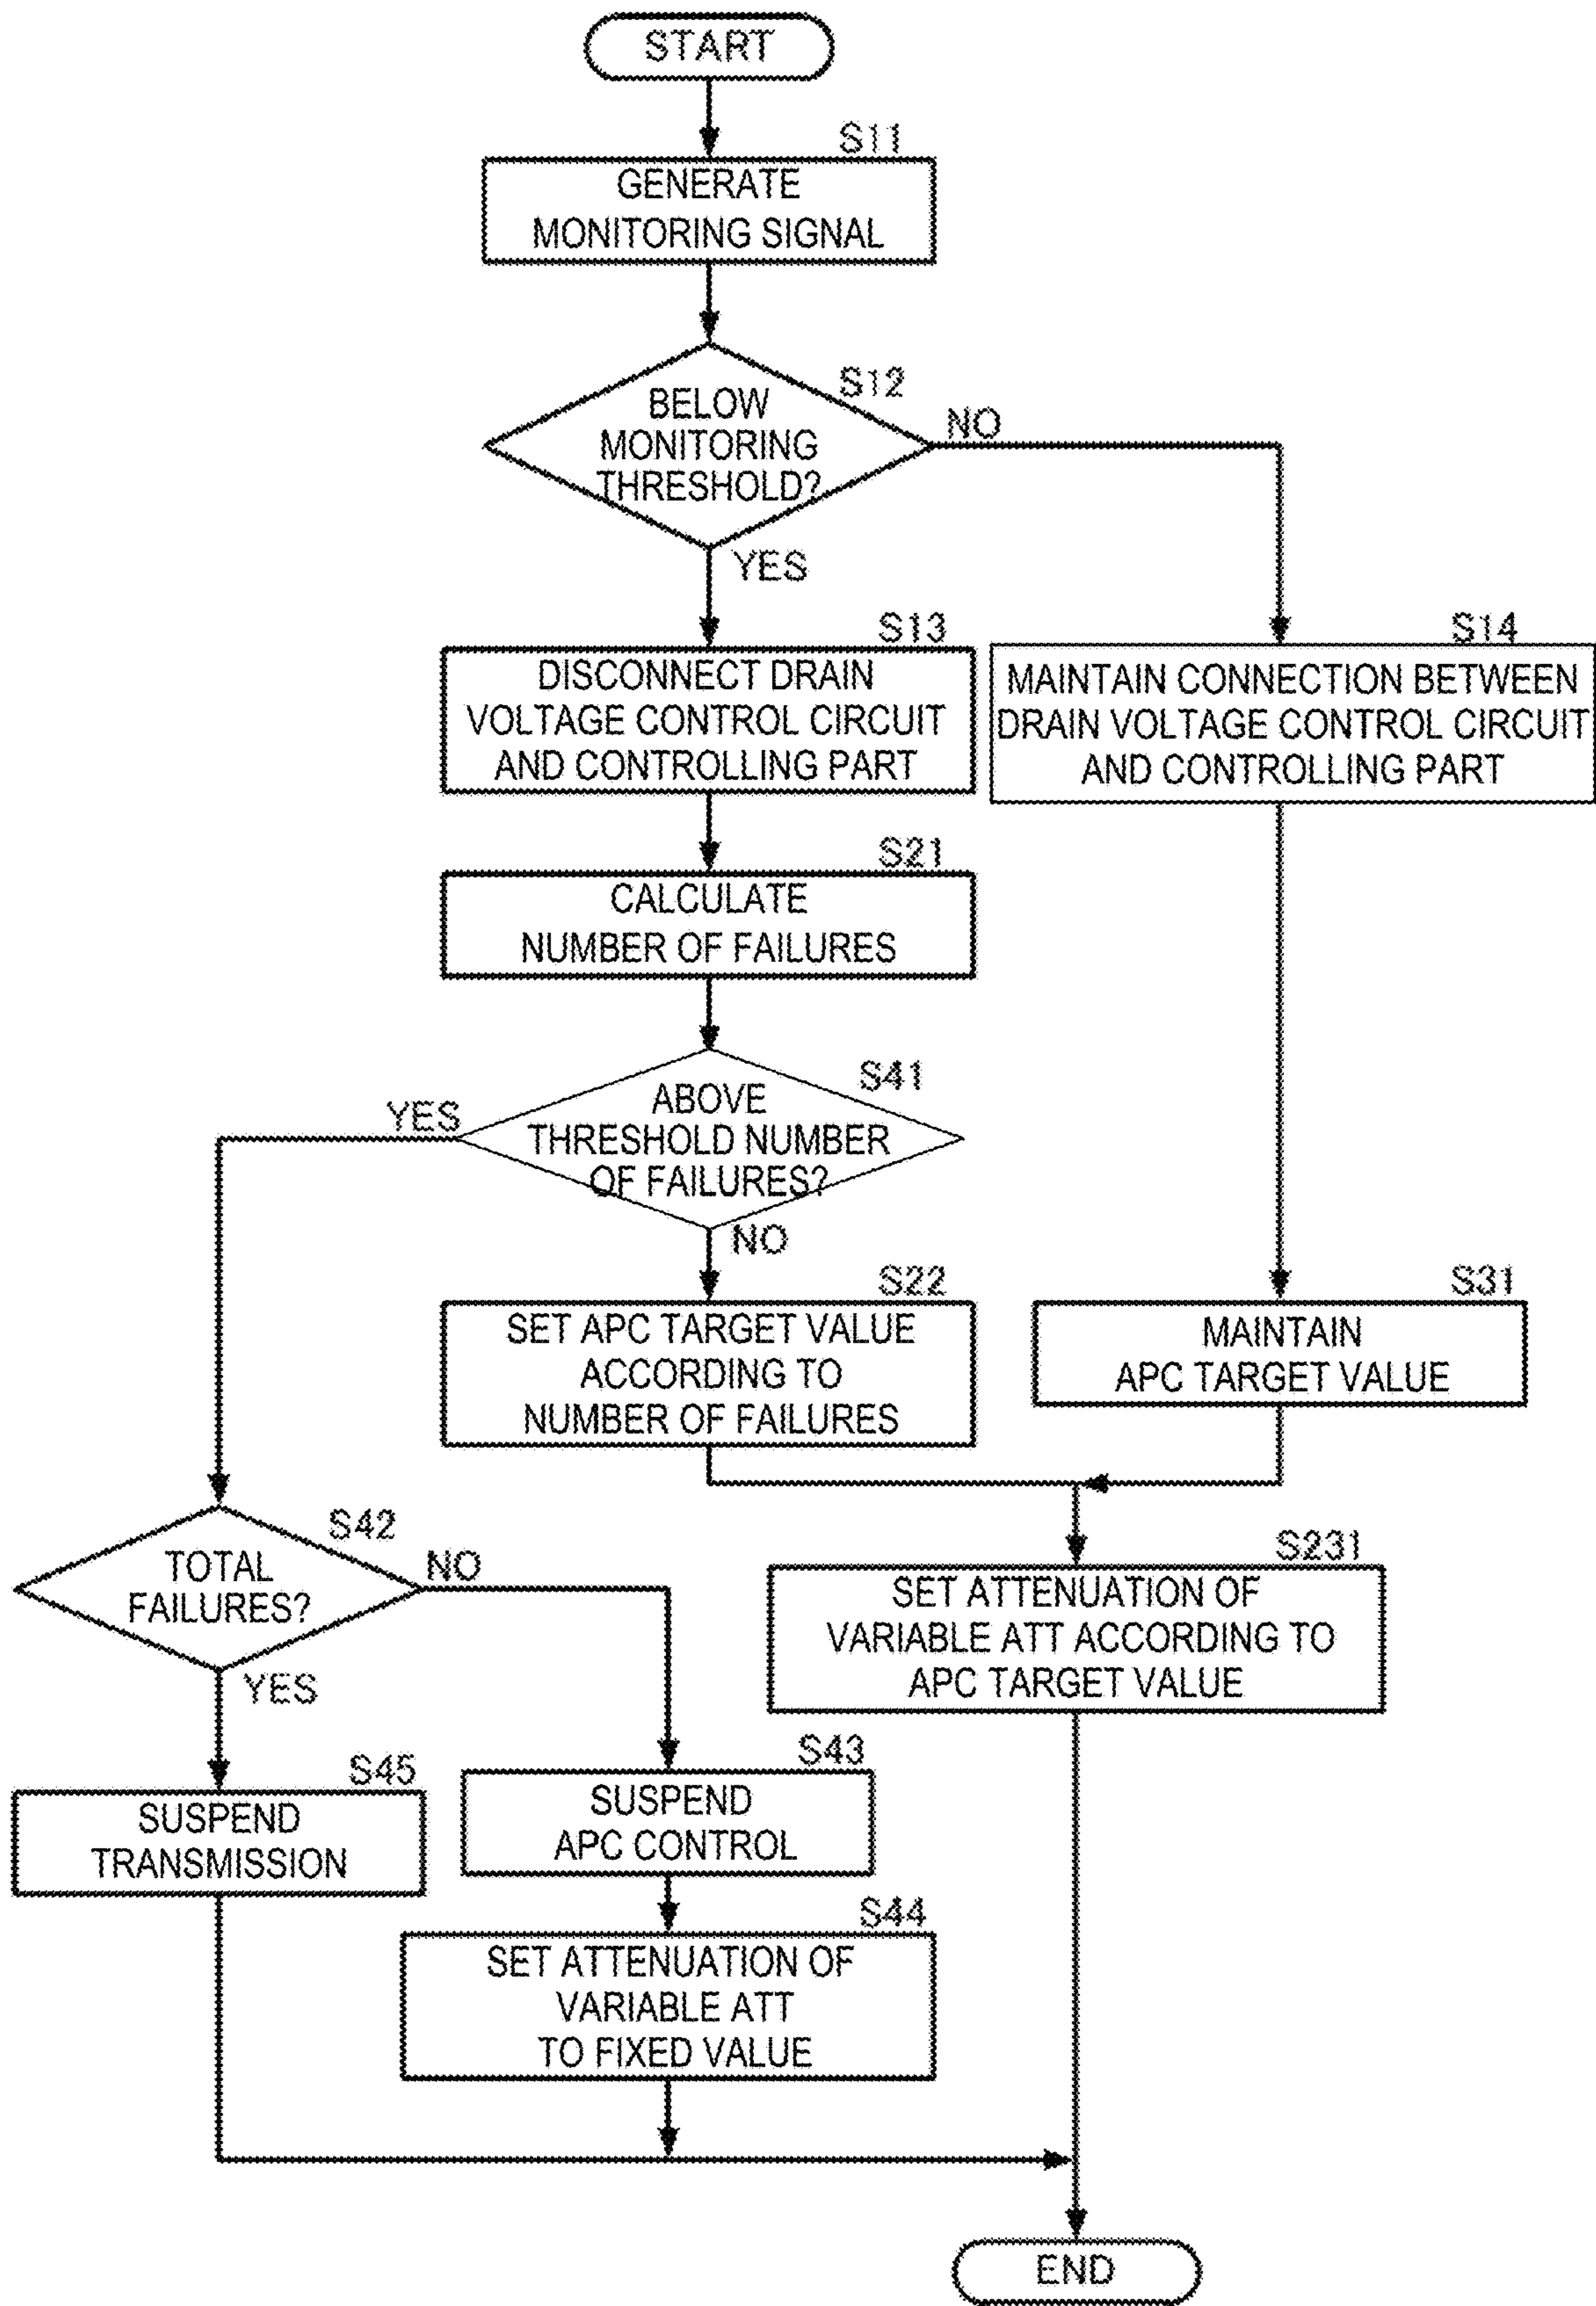 START
S11
GENERATE
MONITORING SIGNAL
S12
BELOW
MONITORING
THRESHOLD?
NO
YES
S13
DISCONNECT DRAIN
VOLTAGE CONTROL CIRCUIT
AND CONTROLLING PART
S14
MAINTAIN CONNECTION BETWEEN
DRAIN VOLTAGE CONTROL CIRCUIT
AND CONTROLLING PART
S21
CALCULATE
NUMBER OF FAILURES
S41
ABOVE
THRESHOLD NUMBER
OF FAILURES?
YES
NO
S22
SET APC TARGET VALUE
ACCORDING TO
NUMBER OF FAILURES
S31
MAINTAIN
APC TARGET VALUE
S42
TOTAL
FAILURES?
NO
YES
S231
SET ATTENUATION OF
VARIABLE ATT ACCORDING TO
APC TARGET VALUE
S45
SUSPEND
TRANSMISSION
S43
SUSPEND
APC CONTROL
S44
SET ATTENUATION OF
VARIABLE ATT
TO FIXED VALUE
END